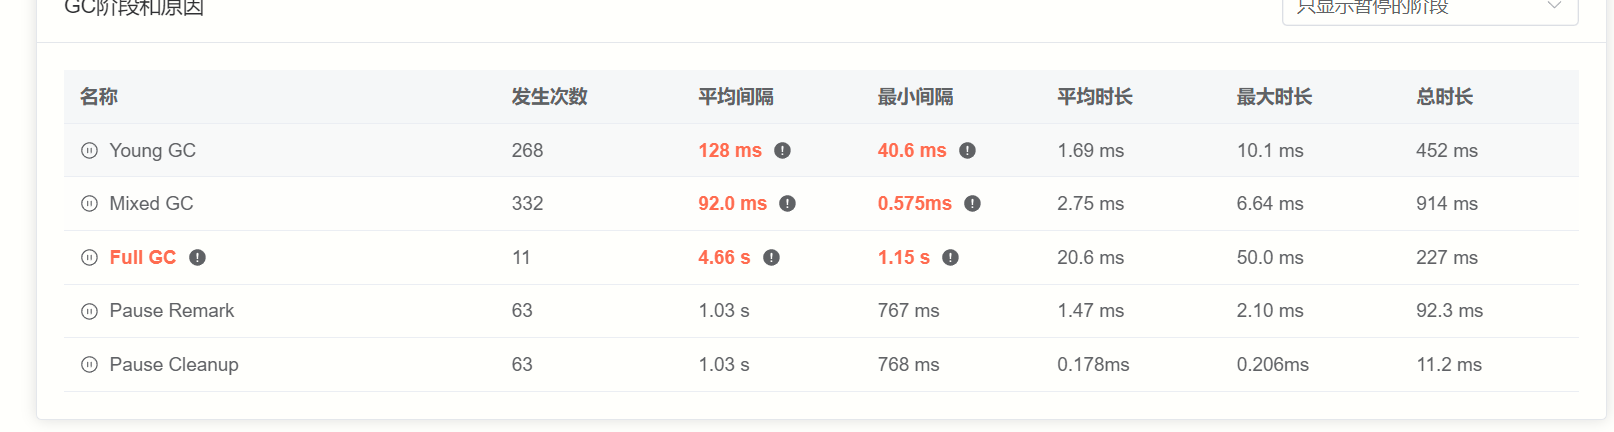 GC阶段和原因
只显示暂停的阶段
名称 发生次数 平均间隔 最小间隔 平均时长 最大时长 总时长
Young GC 268 128 ms 40.6 ms 1.69 ms 10.1 ms 452 ms
Mixed GC 332 92.0 ms 0.575ms 2.75 ms 6.64 ms 914 ms
Full GC 11 4.66 s 1.15 s 20.6 ms 50.0 ms 227 ms
Pause Remark 63 1.03 s 767 ms 1.47 ms 2.10 ms 92.3 ms
Pause Cleanup 63 1.03 s 768 ms 0.178ms 0.206ms 11.2 ms